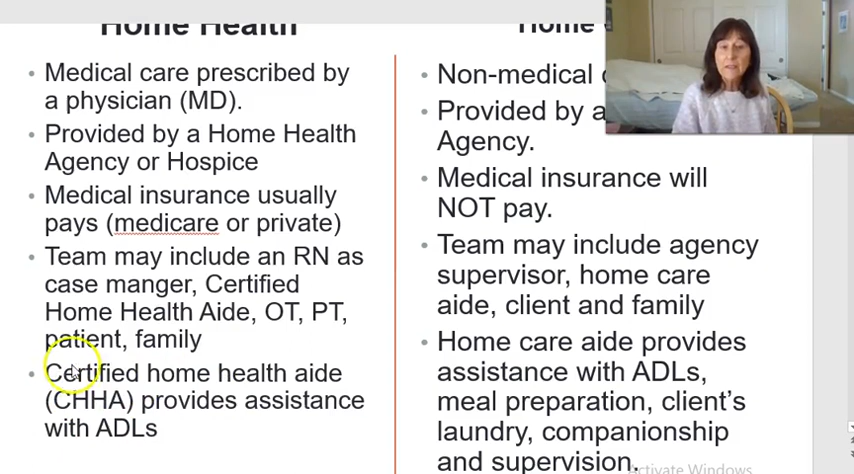 Home Health
• Medical care prescribed by
a physician (MD).
• Provided by a Home Health
Agency or Hospice
• Medical insurance usually
pays (medicare or private)
• Team may include an RN as
case manger, Certified
Home Health Aide, OT, PT,
patient, family
• Certified home health aide
(CHHA) provides assistance
with ADLs
Home
• Non-medical
• Provided by a
Agency.
• Medical insurance will
NOT pay.
• Team may include agency
supervisor, home care
aide, client and family
• Home care aide provides
assistance with ADLs,
meal preparation, client’s
laundry, companionship
and supervision.
Activate Windows